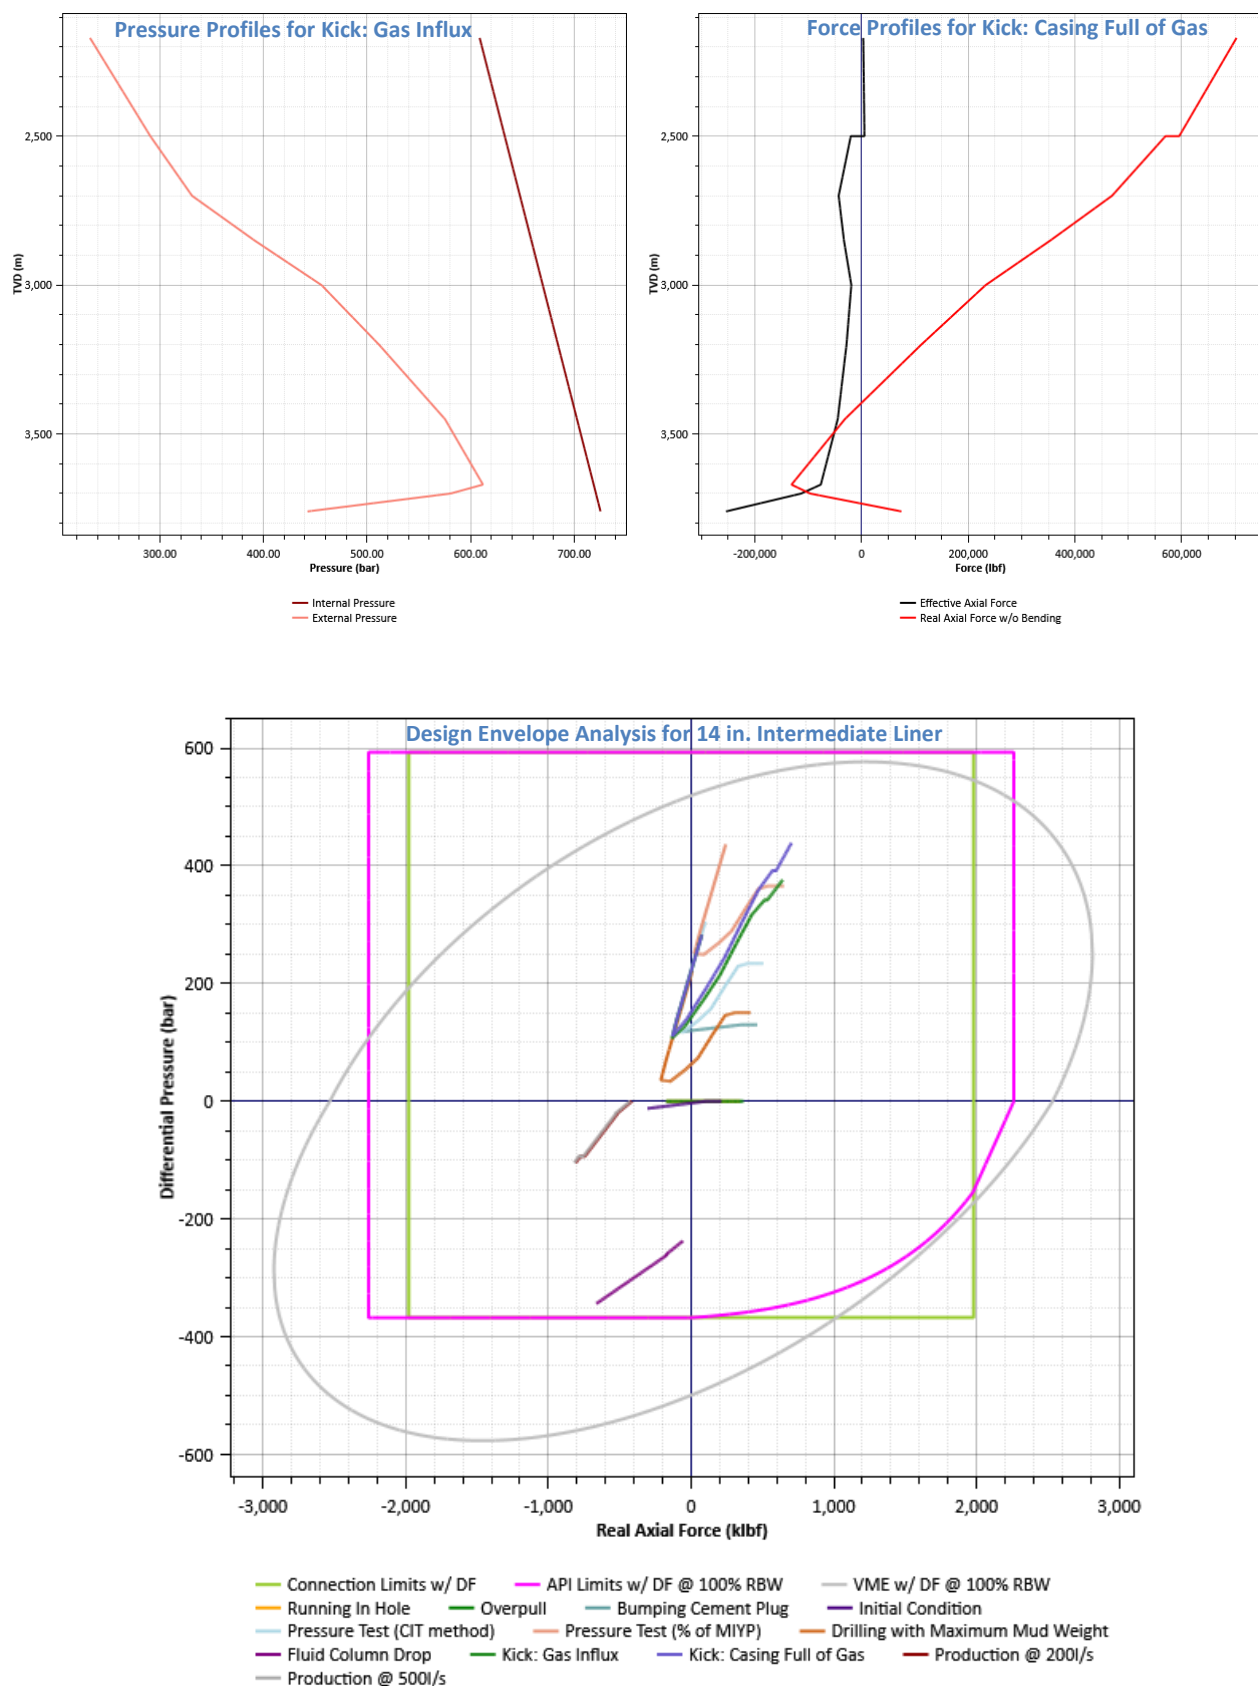 Pressure Profiles for Kick: Gas Influx
2,500
3,000
3,500
TVD (m)
300.00 400.00 500.00 600.00 700.00
Pressure (bar)
Internal Pressure
External Pressure
Force Profiles for Kick: Casing Full of Gas
2,500
3,000
3,500
TVD (m)
-200,000 0 200,000 400,000 600,000
Force (lbf)
Effective Axial Force
Real Axial Force w/o Bending
Design Envelope Analysis for 14 in. Intermediate Liner
600
400
200
0
-200
-400
-600
Differential Pressure (bar)
-3,000 -2,000 -1,000 0 1,000 2,000 3,000
Real Axial Force (klbf)
Connection Limits w/ DF API Limits w/ DF @ 100% RBW VME w/ DF @ 100% RBW
Running In Hole Overpull Bumping Cement Plug Initial Condition
Pressure Test (CIT method) Pressure Test (% of MIYP) Drilling with Maximum Mud Weight
Fluid Column Drop Kick: Gas Influx Kick: Casing Full of Gas Production @ 200l/s
Production @ 500l/s